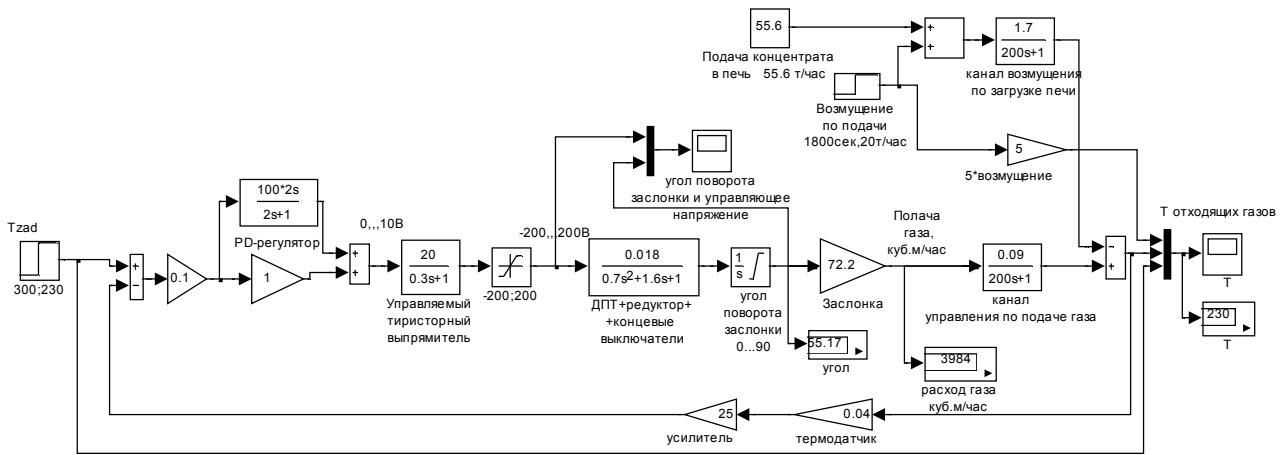 55.6
Подача концентрата
в печь 55.6 т/час
+
+
1.7
200s+1
канал возмущения
по загрузке печи
Возмущение
по подачи
1800сек,20т/час
5
5*возмущение
угол поворота
заслонки и управляющее
напряжение
Tzad
300;230
+
−
0.1
100*2s
2s+1
PD-регулятор
1
0,,,10В
+
+
20
0.3s+1
Управляемый
тиристорный
выпрямитель
-200;200
-200,,,200В
0.018
0.7s2+1.6s+1
ДПТ+редуктор+
+концевые
выключатели
1
s
угол
поворота
заслонки
0...90
72.2
Заслонка
Полача
газа,
куб.м/час
0.09
200s+1
канал
управления по подаче газа
−
+
Т отходящих газов
T
230
T
55.17
угол
3984
расход газа
куб.м/час
25
усилитель
0.04
термодатчик